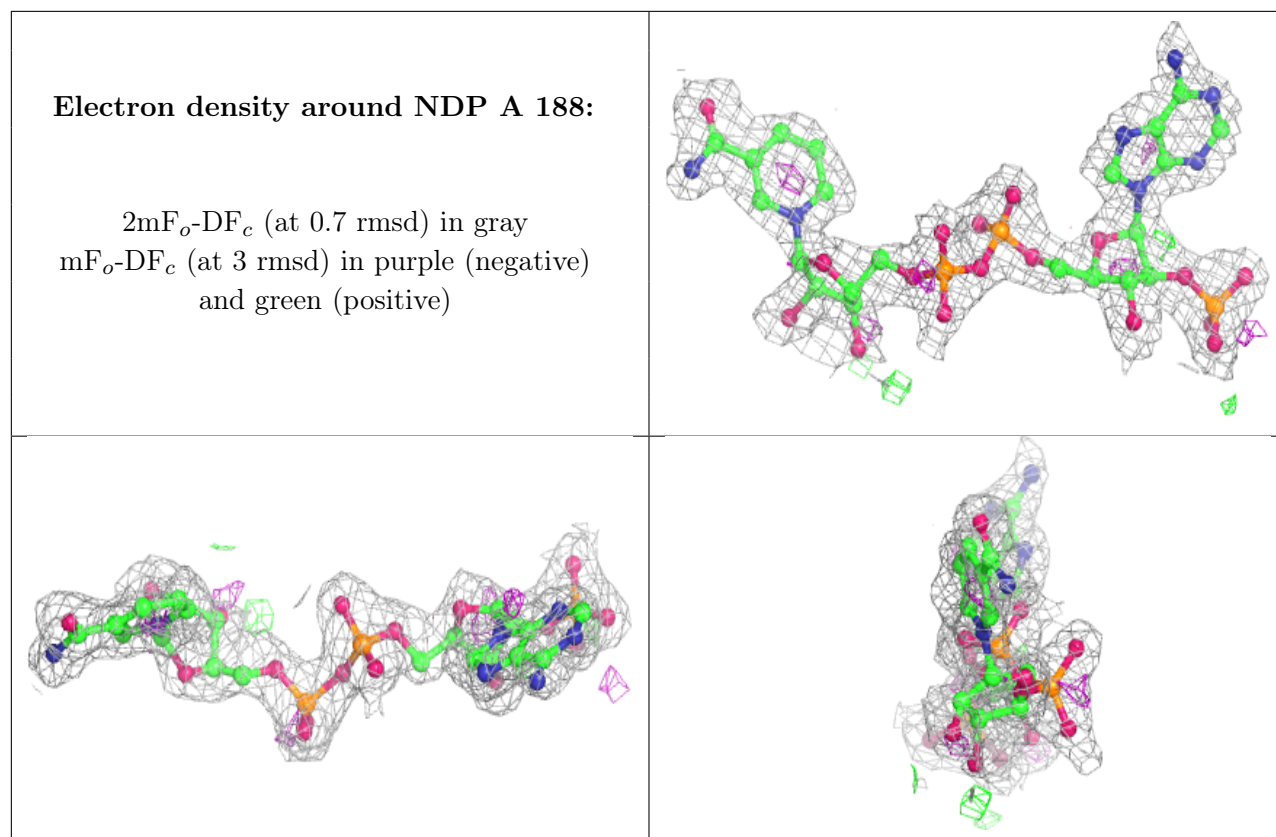 Electron density around NDP A 188:
2mFo-DFc (at 0.7 rmsd) in gray
mFo-DFc (at 3 rmsd) in purple (negative)
and green (positive)